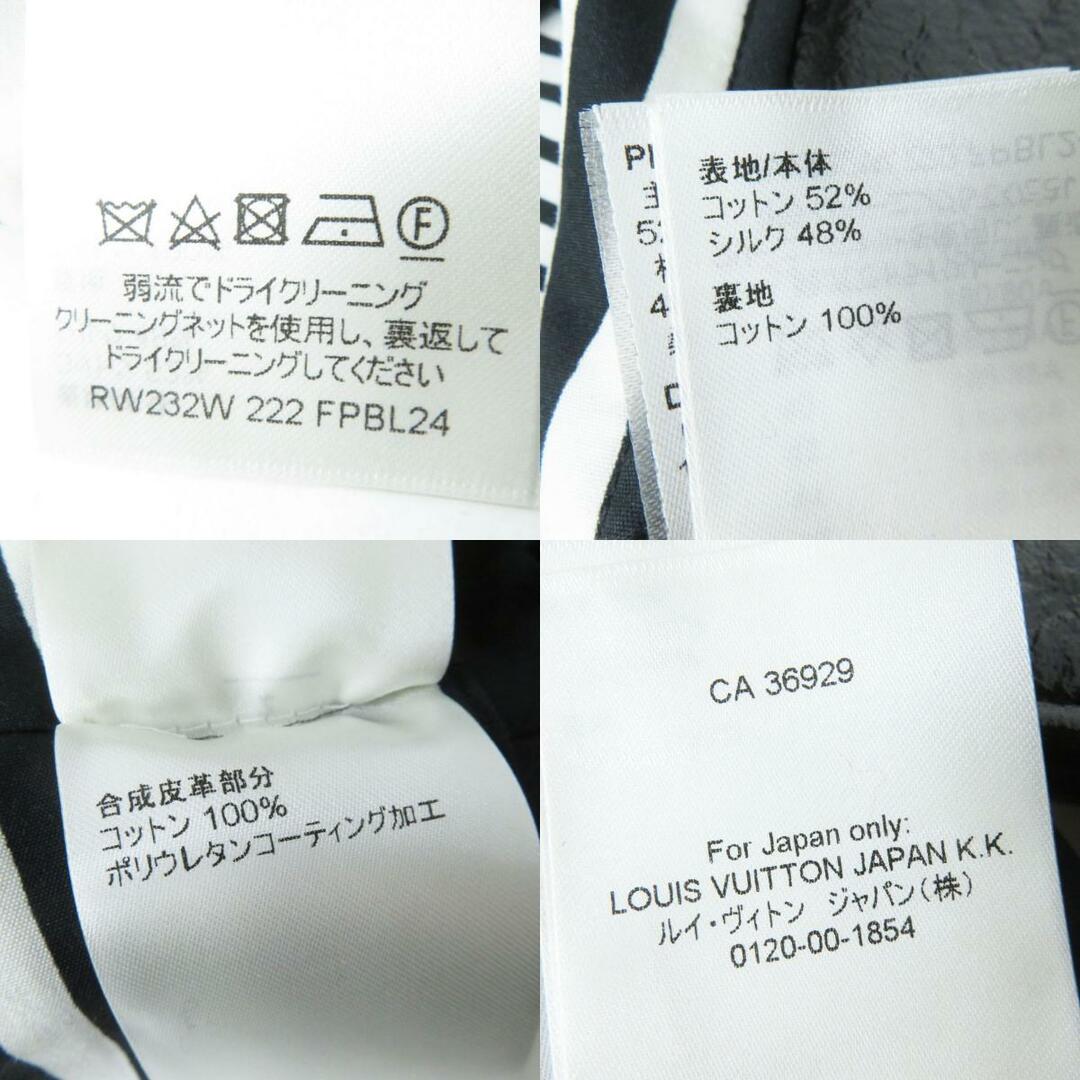 F
弱流でドライクリーニング
クリーニングネットを使用し、裏返して
ドライクリーニングしてください
RW232W 222 FPBL24
表地/本体
コットン 52%
シルク 48%
裏地
コットン 100%
合成皮革部分
コットン 100%
ポリウレタンコーティング加工
CA 36929
For Japan only:
LOUIS VUITTON JAPAN K.K.
ルイ・ヴィトン ジャパン(株)
0120-00-1854